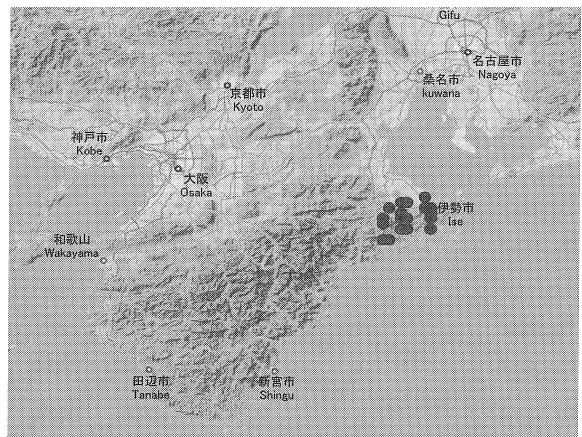 Gifu
名古屋市
Nagoya
桑名市
kuwana
京都市
Kyoto
神戸市
Kobe
大阪
Osaka
伊勢市
Ise
和歌山
Wakayama
田辺市
Tanabe
新宮市
Shingu